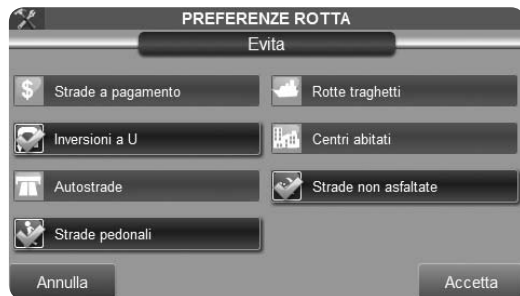 PREFERENZE ROTTA
Evita
$ Strade a pagamento
Rotte traghetti
Inversioni a U
Centri abitati
Autostrade
Strade non asfaltate
Strade pedonali
Annulla
Accetta